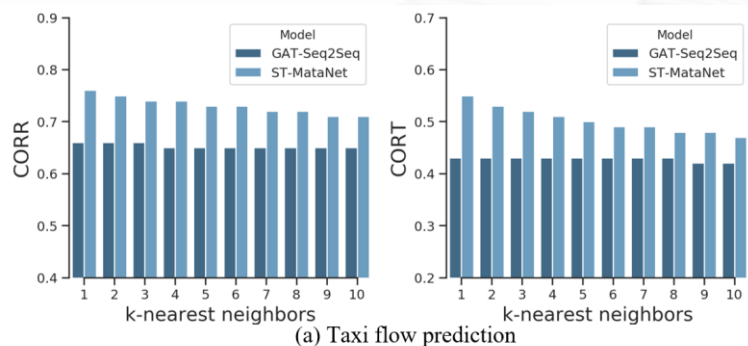 0.9
0.8
0.7
0.6
0.5
0.4
CORR
Model
GAT-Seq2Seq
ST-MataNet
1 2 3 4 5 6 7 8 9 10
k-nearest neighbors
0.7
0.6
0.5
0.4
0.3
0.2
CORT
Model
GAT-Seq2Seq
ST-MataNet
1 2 3 4 5 6 7 8 9 10
k-nearest neighbors
(a) Taxi flow prediction